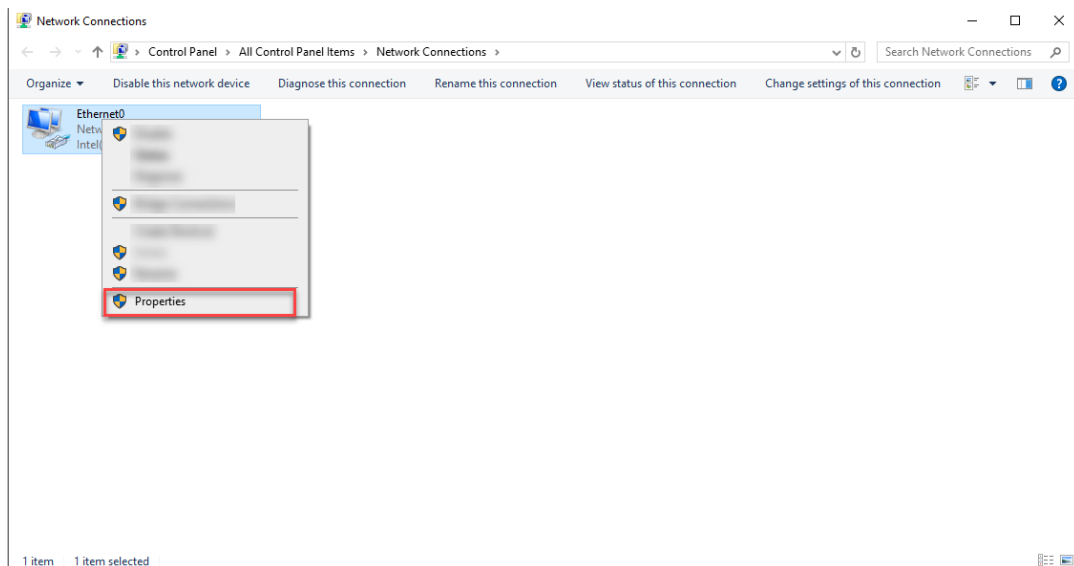 Network Connections
Control Panel > All Control Panel Items > Network Connections >
Search Network Connections
Organize
Disable this network device
Diagnose this connection
Rename this connection
View status of this connection
Change settings of this connection
Ethernet0
Netw
Intel(
Properties
1 item
1 item selected